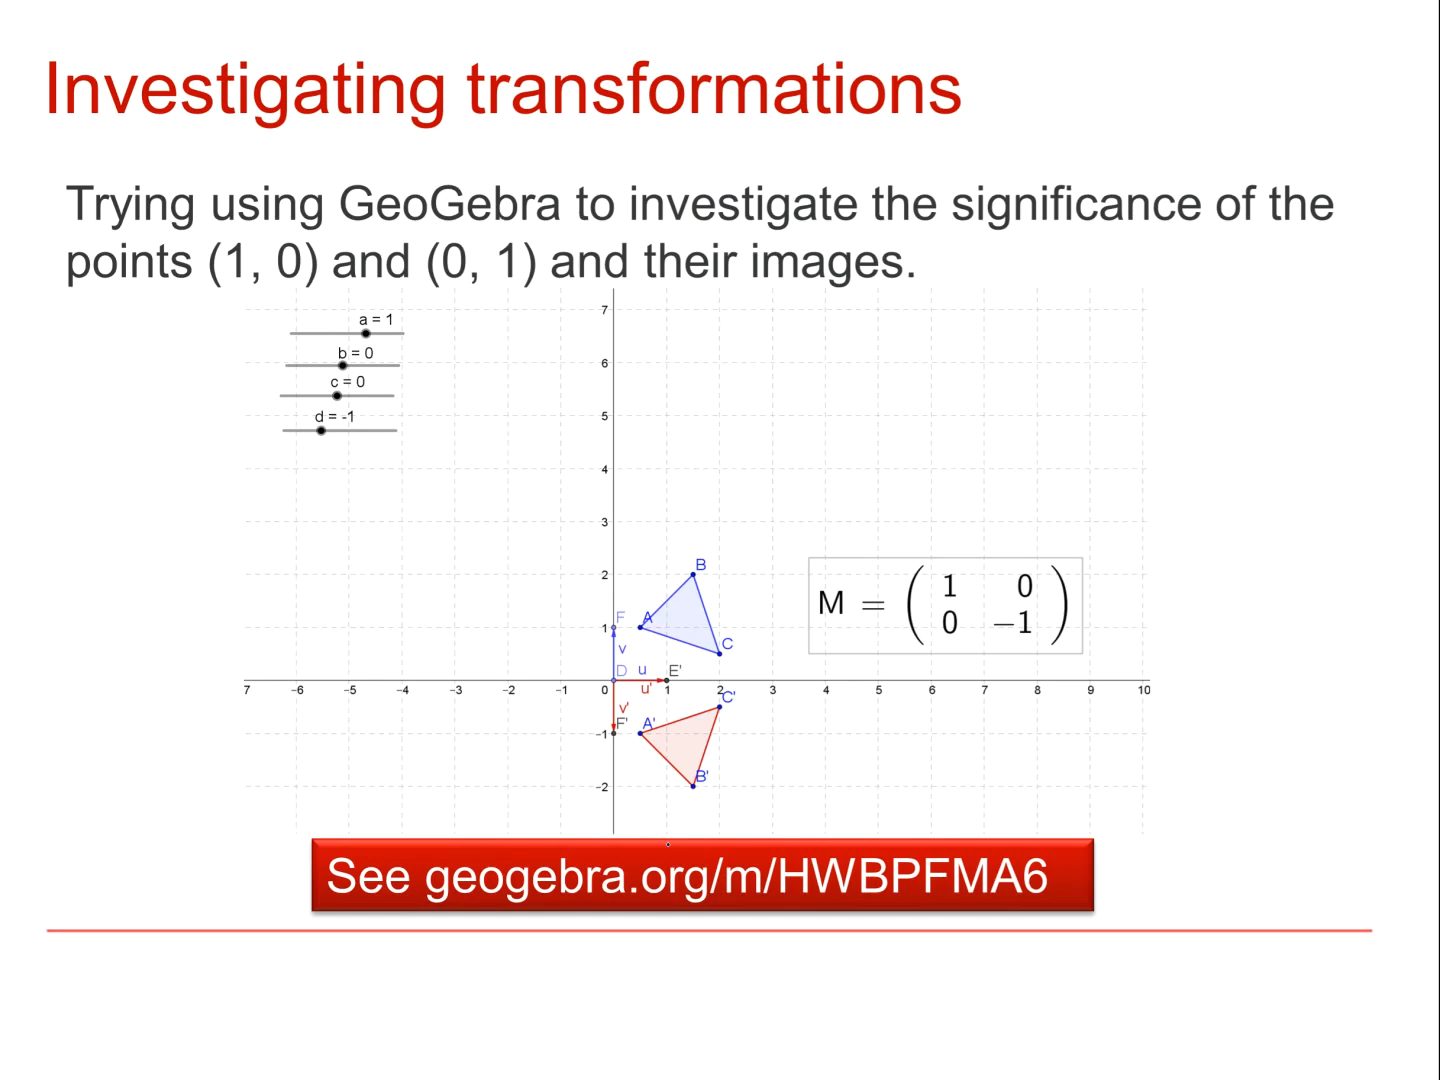 Investigating transformations
Trying using GeoGebra to investigate the significance of the
points (1, 0) and (0, 1) and their images.
a = 1
b = 0
c = 0
d = -1
7
6
5
4
3
2
1
B
F
A
C
v
D
u
E'
M = ( 1 0
0 −1 )
7 −6 −5 −4 −3 −2 −1 0 1 2 3 4 5 6 7 8 9 10
u'
C'
v'
F'
A'
−1
B'
−2
See geogebra.org/m/HWBPFMA6